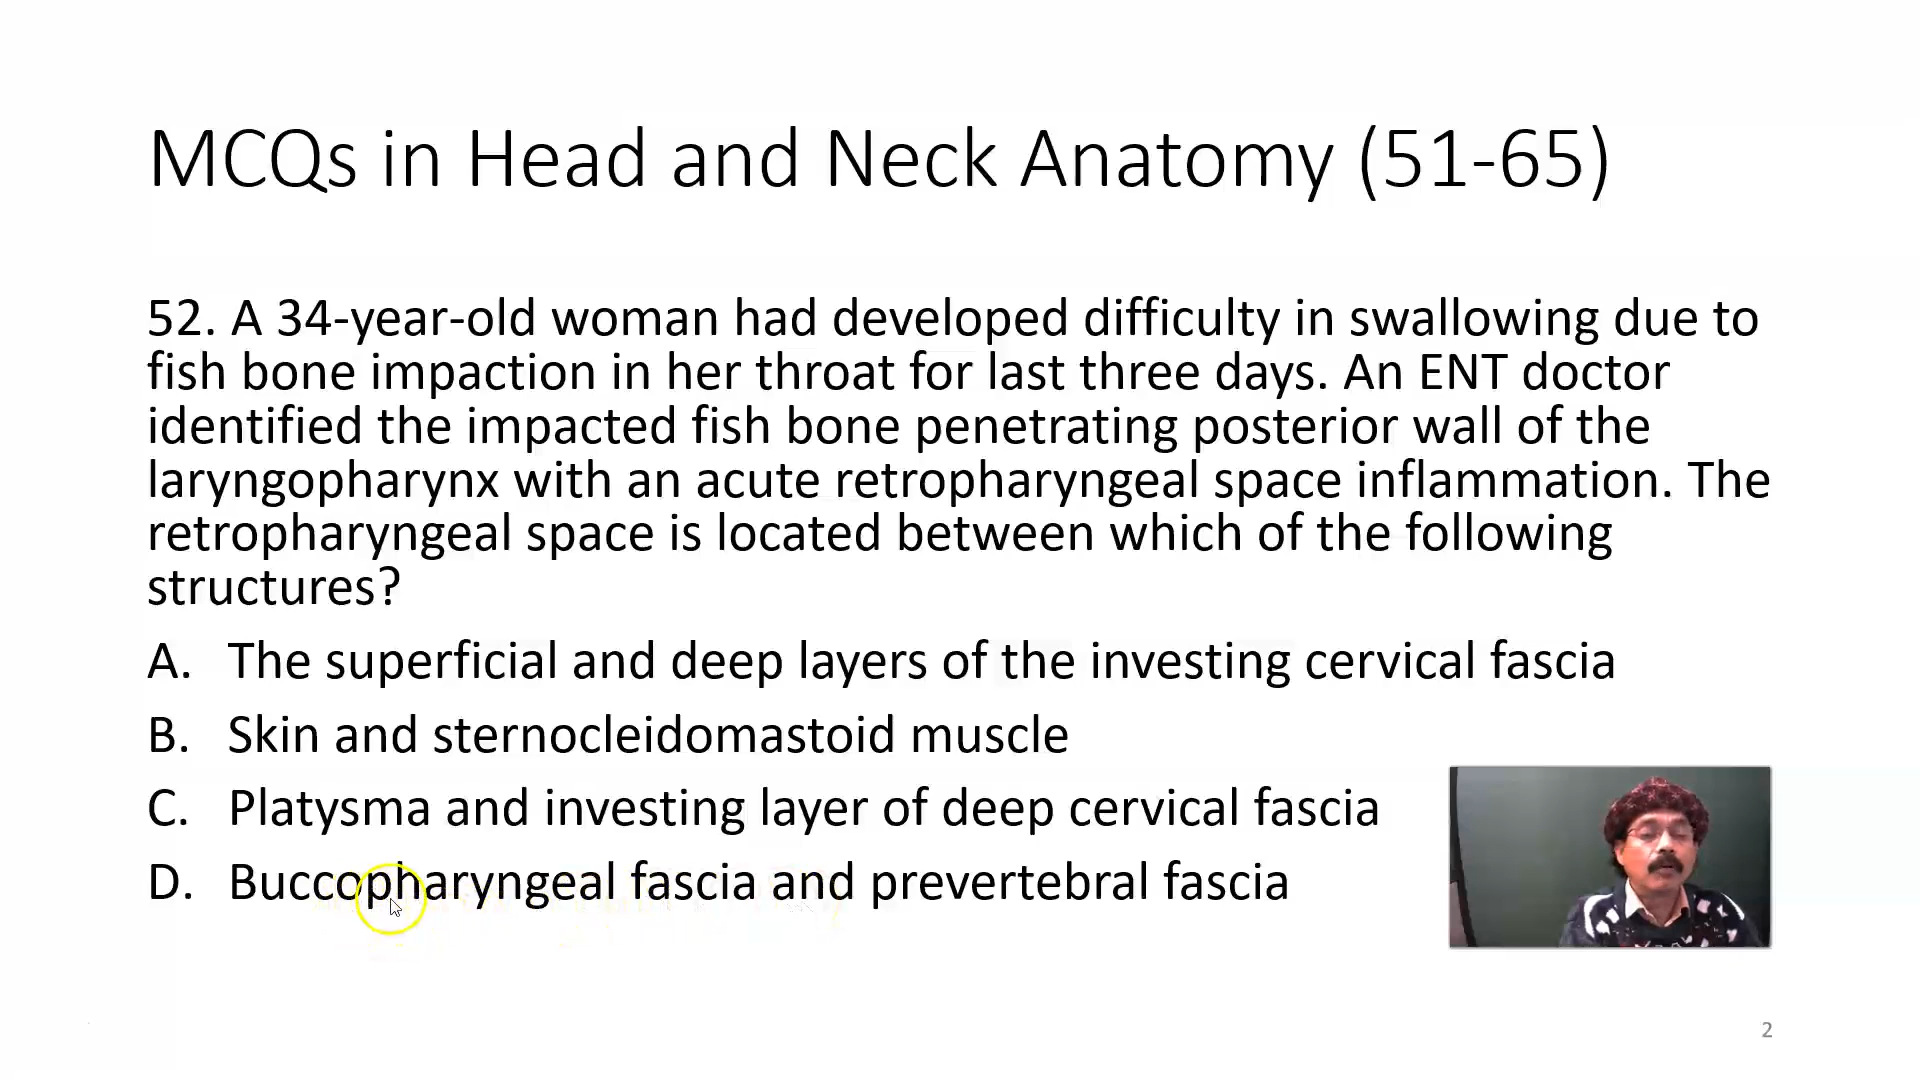 MCQs in Head and Neck Anatomy (51-65)
52. A 34-year-old woman had developed difficulty in swallowing due to
fish bone impaction in her throat for last three days. An ENT doctor
identified the impacted fish bone penetrating posterior wall of the
laryngopharynx with an acute retropharyngeal space inflammation. The
retropharyngeal space is located between which of the following
structures?
A. The superficial and deep layers of the investing cervical fascia
B. Skin and sternocleidomastoid muscle
C. Platysma and investing layer of deep cervical fascia
D. Buccopharyngeal fascia and prevertebral fascia
2